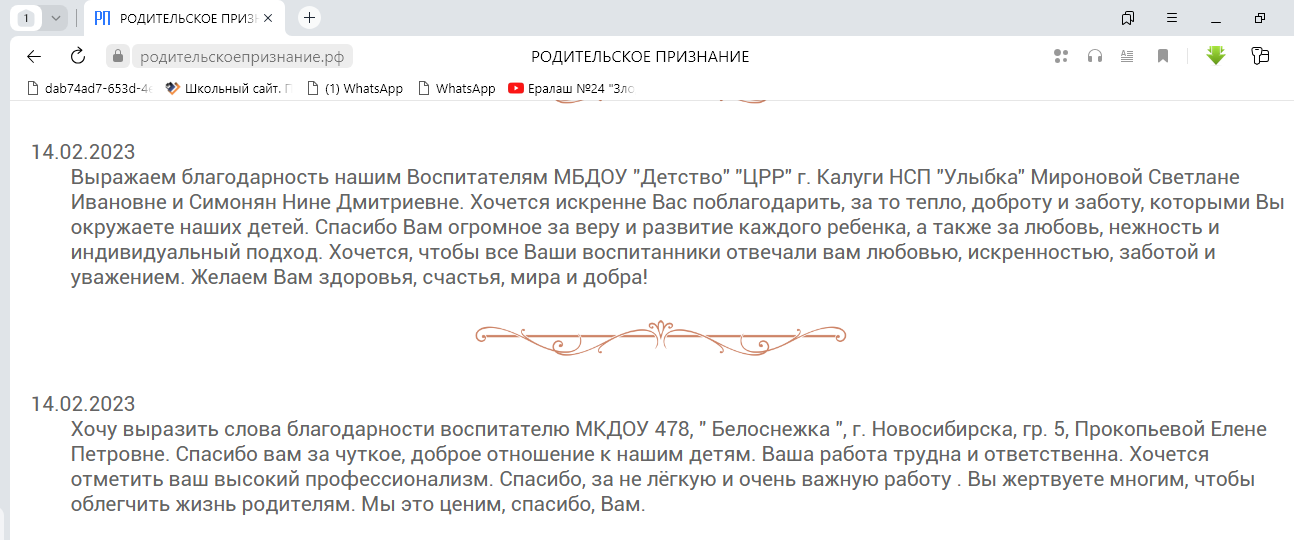 1
РП РОДИТЕЛЬСКОЕ ПРИЗН
родительскоепризнание.рф
РОДИТЕЛЬСКОЕ ПРИЗНАНИЕ
dab74ad7-653d-4 Школьный сайт. (1) WhatsApp WhatsApp Ералаш №24 "Зло
14.02.2023
Выражаем благодарность нашим Воспитателям МБДОУ "Детство" "ЦРР" г. Калуги НСП "Улыбка" Мироновой Светлане
Ивановне и Симонян Нине Дмитриевне. Хочется искренне Вас поблагодарить, за то тепло, доброту и заботу, которыми Вы
окружаете наших детей. Спасибо Вам огромное за веру и развитие каждого ребенка, а также за любовь, нежность и
индивидуальный подход. Хочется, чтобы все Ваши воспитанники отвечали вам любовью, искренностью, заботой и
уважением. Желаем Вам здоровья, счастья, мира и добра!
14.02.2023
Хочу выразить слова благодарности воспитателю МКДОУ 478, " Белоснежка ", г. Новосибирска, гр. 5, Прокопьевой Елене
Петровне. Спасибо вам за чуткое, доброе отношение к нашим детям. Ваша работа трудна и ответственна. Хочется
отметить ваш высокий профессионализм. Спасибо, за не лёгкую и очень важную работу . Вы жертвуете многим, чтобы
облегчить жизнь родителям. Мы это ценим, спасибо, Вам.